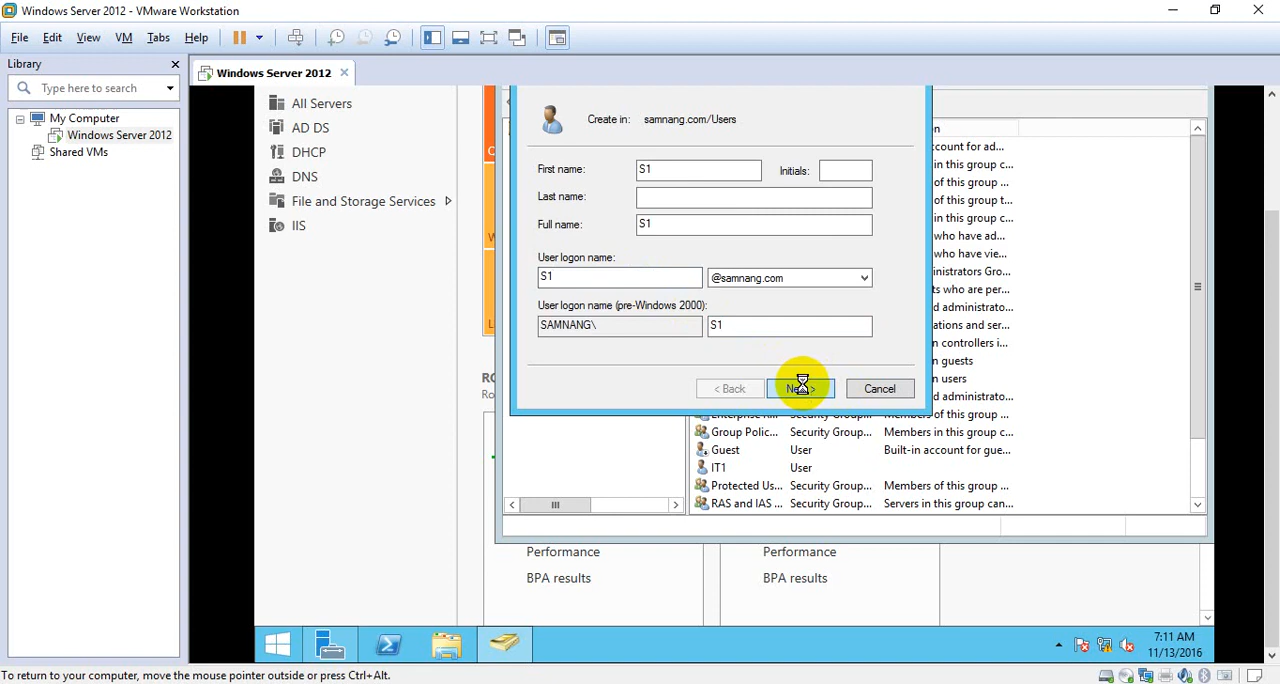 Windows Server 2012 - VMware Workstation
File Edit View VM Tabs Help
Library
Type here to search
My Computer
Windows Server 2012
Shared VMs
Windows Server 2012
All Servers
AD DS
DHCP
DNS
File and Storage Services
IIS
Create in: samnang.com/Users
First name: S1 Initials:
Last name:
Full name: S1
User logon name:
S1 @samnang.com
User logon name (pre-Windows 2000):
SAMNANG\ S1
< Back Cancel
account for ad...
in this group c...
of this group ...
of this group t...
in this group c...
who have ad...
who have vie...
ministrators Gro...
ts who are per...
d administrato...
ations and ser...
n controllers i...
n guests
n users
d administrato...
Members of this group ...
Group Polic... Security Group... Members in this group c...
Guest User Built-in account for gue...
IT1 User
Protected Us... Security Group... Members of this group ...
RAS and IAS ... Security Group... Servers in this group can...
Performance
BPA results
Performance
BPA results
7:11 AM
11/13/2016
To return to your computer, move the mouse pointer outside or press Ctrl+Alt.